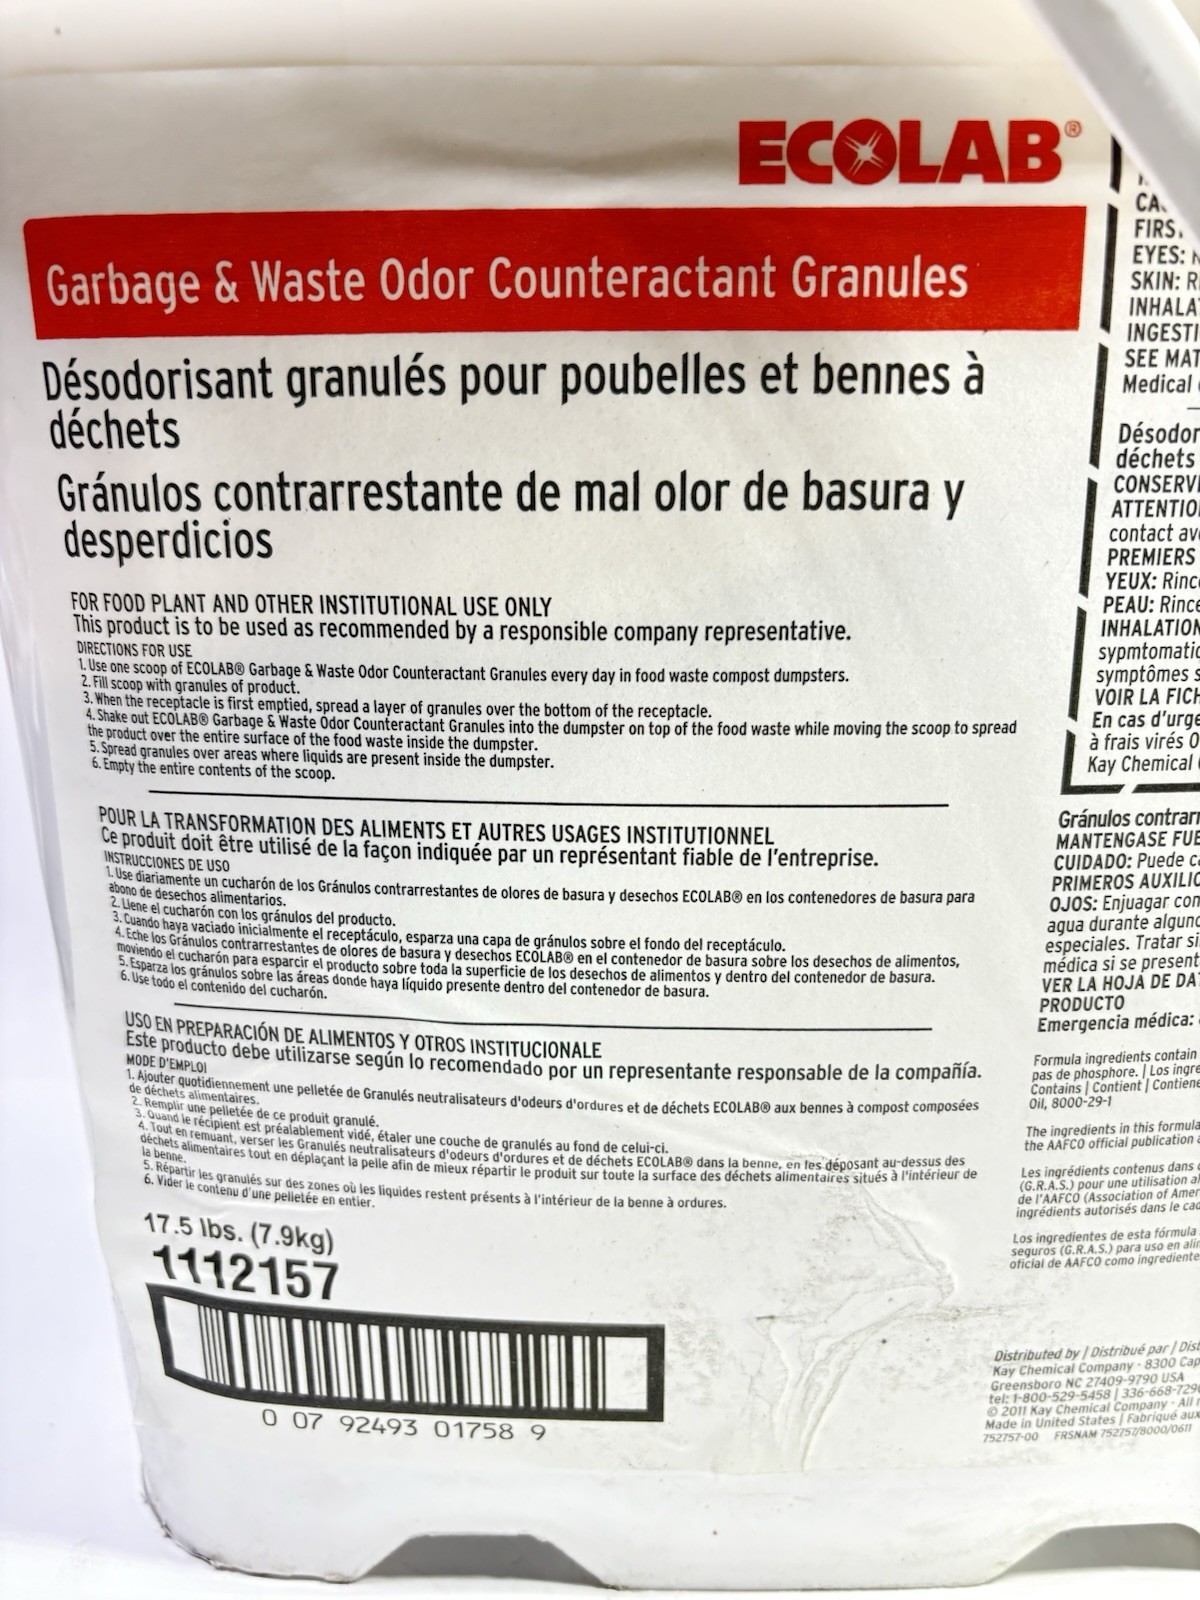 ECOLAB®
Garbage & Waste Odor Counteractant Granules
Désodorisant granulés pour poubelles et bennes à
déchets
Gránulos contrarrestante de mal olor de basura y
desperdicios
FOR FOOD PLANT AND OTHER INSTITUTIONAL USE ONLY
This product is to be used as recommended by a responsible company representative.
DIRECTIONS FOR USE
1. Use one scoop of ECOLAB® Garbage & Waste Odor Counteractant Granules every day in food waste compost dumpsters.
2. Fill scoop with granules of product.
3. When the receptacle is first emptied, spread a layer of granules over the bottom of the receptacle.
4. Shake out ECOLAB® Garbage & Waste Odor Counteractant Granules into the dumpster on top of the food waste while moving the scoop to spread
the product over the entire surface of the food waste inside the dumpster.
5. Spread granules over areas where liquids are present inside the dumpster.
6. Empty the entire contents of the scoop.
POUR LA TRANSFORMATION DES ALIMENTS ET AUTRES USAGES INSTITUTIONNEL
Ce produit doit être utilisé de la façon indiquée par un représentant fiable de l'entreprise.
INSTRUCCIONES DE USO
1. Use diariamente un cucharón de los Gránulos contrarrestantes de olores de basura y desechos ECOLAB® en los contenedores de basura para
abono de desechos alimentarios.
2. Llene el cucharón con los gránulos del producto.
3. Cuando haya vaciado inicialmente el receptáculo, esparza una capa de gránulos sobre el fondo del receptáculo.
4. Eche los Gránulos contrarrestantes de olores de basura y desechos ECOLAB® en el contenedor de basura sobre los desechos de alimentos,
moviendo el cucharón para esparcir el producto sobre toda la superficie de los desechos de alimentos y dentro del contenedor de basura.
5. Esparza los gránulos sobre las áreas donde haya líquido presente dentro del contenedor de basura.
6. Use todo el contenido del cucharón.
USO EN PREPARACIÓN DE ALIMENTOS Y OTROS INSTITUCIONALE
Este producto debe utilizarse según lo recomendado por un representante responsable de la compañía.
MODE D'EMPLOI
1. Ajouter quotidiennement une pelletée de Granulés neutralisateurs d'odeurs d'ordures et de déchets ECOLAB® aux bennes à compost composées
de déchets alimentaires.
2. Remplir une pelletée de ce produit granulé.
3. Quand le récipient est préalablement vidé, étaler une couche de granulés au fond de celui-ci.
4. Tout en remuant, verser les Granulés neutralisateurs d'odeurs d'ordures et de déchets ECOLAB® dans la benne, en les déposant au-dessus des
déchets alimentaires tout en déplaçant la pelle afin de mieux répartir le produit sur toute la surface des déchets alimentaires situés à l'intérieur de
la benne.
5. Répartir les granulés sur des zones où les liquides restent présents à l'intérieur de la benne à ordures.
6. Vider le contenu d'une pelletée en entier.
17.5 lbs. (7.9kg)
1112157
0 07 92493 01758 9
EYES:
SKIN:
SEE
Medical
déchets
contact
PREMIERS
YEUX:
PEAU:
INHALATION
symptômes
VOIR LA
En cas
à frais virés
Kay Chemical
Gránulos
MANTENGASE
CUIDADO: Puede
PRIMEROS
OJOS: Enjuagar
agua durante
especiales. Tratar
médica si se
VER LA HOJA DE
PRODUCTO
Emergencia médica:
Formula ingredients contain
pas de phosphore. | Los
Contains | Contient |
Oil, 8000-29-1
The ingredients in this
the AAFCO official publication
Les ingrédients contenus dans
(G.R.A.S.) pour une utilisation
de l'AAFCO (Association of
ingrédients autorisés dans le
Los ingredientes de esta fórmula
seguros (G.R.A.S.) para uso en
oficial de AAFCO como
Distributed by | Distribué par |
Kay Chemical Company · 8300
Greensboro NC 27409-9790 USA
tel: 1-800-529-5458 |
© 2011 Kay Chemical Company · All
Made in United States | Fabriqué
752757-00 FRSNAM 752757/8000/0611